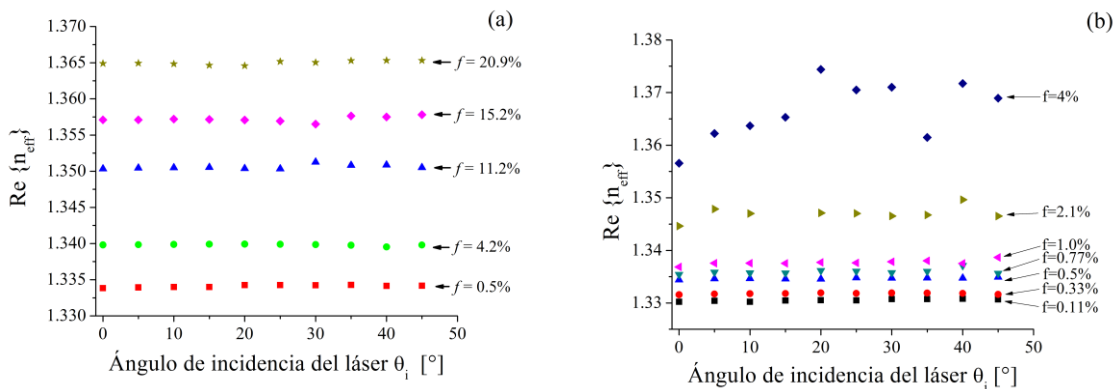 (a)
1.370
1.365
1.360
1.355
1.350
1.345
1.340
1.335
1.330
Re {n_eff}
f = 20.9%
f = 15.2%
f = 11.2%
f = 4.2%
f = 0.5%
0 10 20 30 40 50
Ángulo de incidencia del láser θ_i [°]
(b)
1.38
1.37
1.36
1.35
1.34
1.33
Re {n_eff}
f=4%
f=2.1%
f=1.0%
f=0.77%
f=0.5%
f=0.33%
f=0.11%
0 10 20 30 40 50
Ángulo de incidencia del láser θ_i [°]